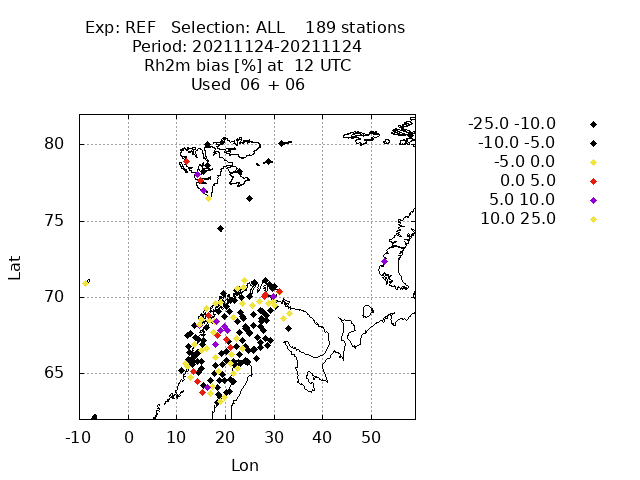 Exp: REF   Selection: ALL    189 stations
Period: 20211124-20211124
Rh2m bias [%] at  12 UTC
Used  06 + 06
-25.0 -10.0
-10.0 -5.0
-5.0 0.0
0.0 5.0
5.0 10.0
10.0 25.0
80
75
70
65
Lat
-10 0 10 20 30 40 50
Lon